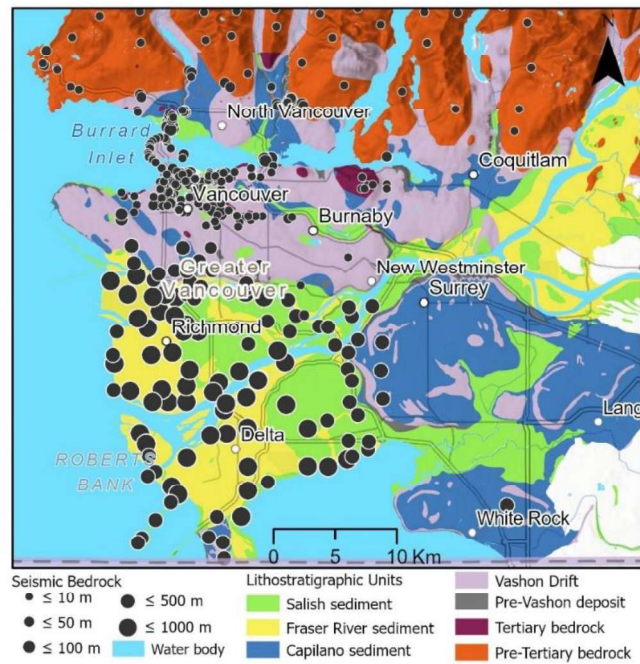 N
North Vancouver
Burrard
Inlet
Coquitlam
Vancouver
Burnaby
Greater
Vancouver
New Westminster
Surrey
Richmond
Lang
Delta
ROBERTS
BANK
White Rock
0 5 10 Km
Seismic Bedrock
≤ 10 m
≤ 50 m
≤ 100 m
≤ 500 m
≤ 1000 m
Water body
Lithostratigraphic Units
Salish sediment
Fraser River sediment
Capilano sediment
Vashon Drift
Pre-Vashon deposit
Tertiary bedrock
Pre-Tertiary bedrock